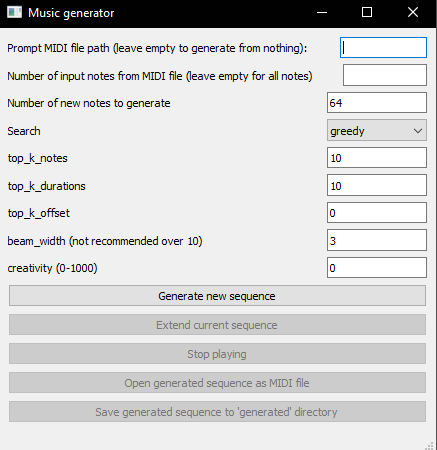 Music generator
Prompt MIDI file path (leave empty to generate from nothing):
Number of input notes from MIDI file (leave empty for all notes)
Number of new notes to generate 64
Search greedy
top_k_notes 10
top_k_durations 10
top_k_offset 0
beam_width (not recommended over 10) 3
creativity (0-1000) 0
Generate new sequence
Extend current sequence
Stop playing
Open generated sequence as MIDI file
Save generated sequence to 'generated' directory